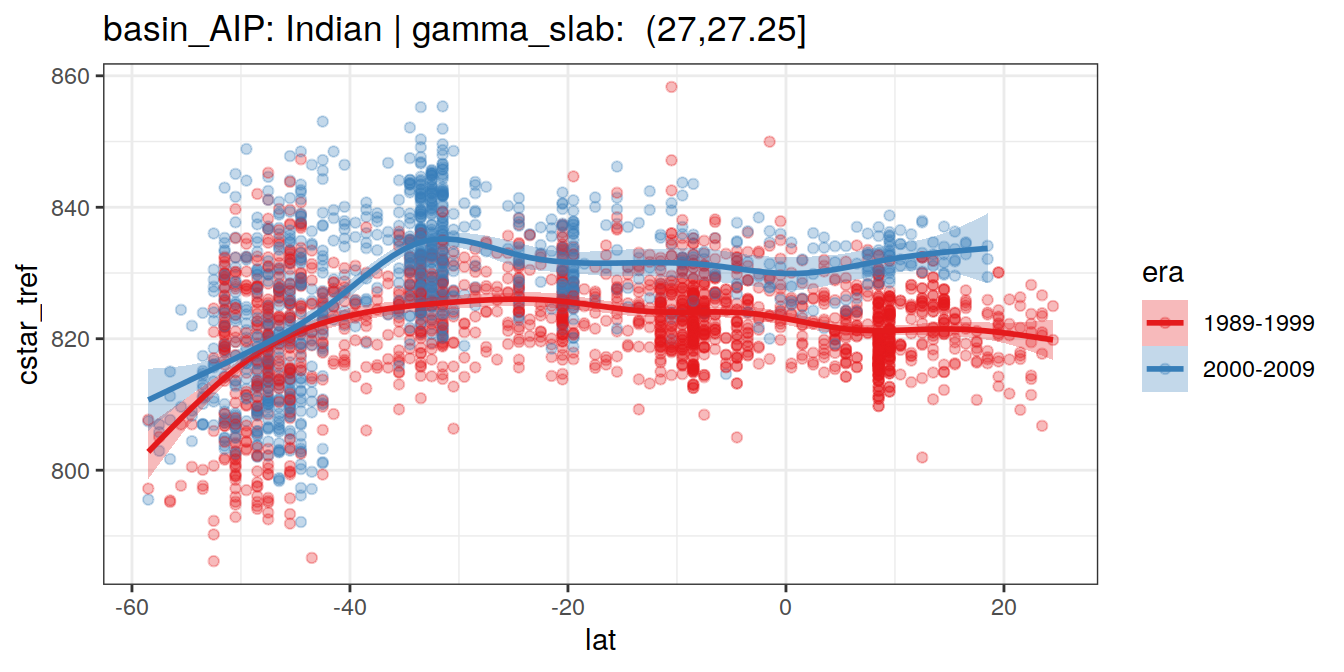 basin_AIP: Indian | gamma_slab:  (27,27.25]
860
840
820
800
cstar_tref
-60
-40
-20
0
20
lat
era
1989-1999
2000-2009